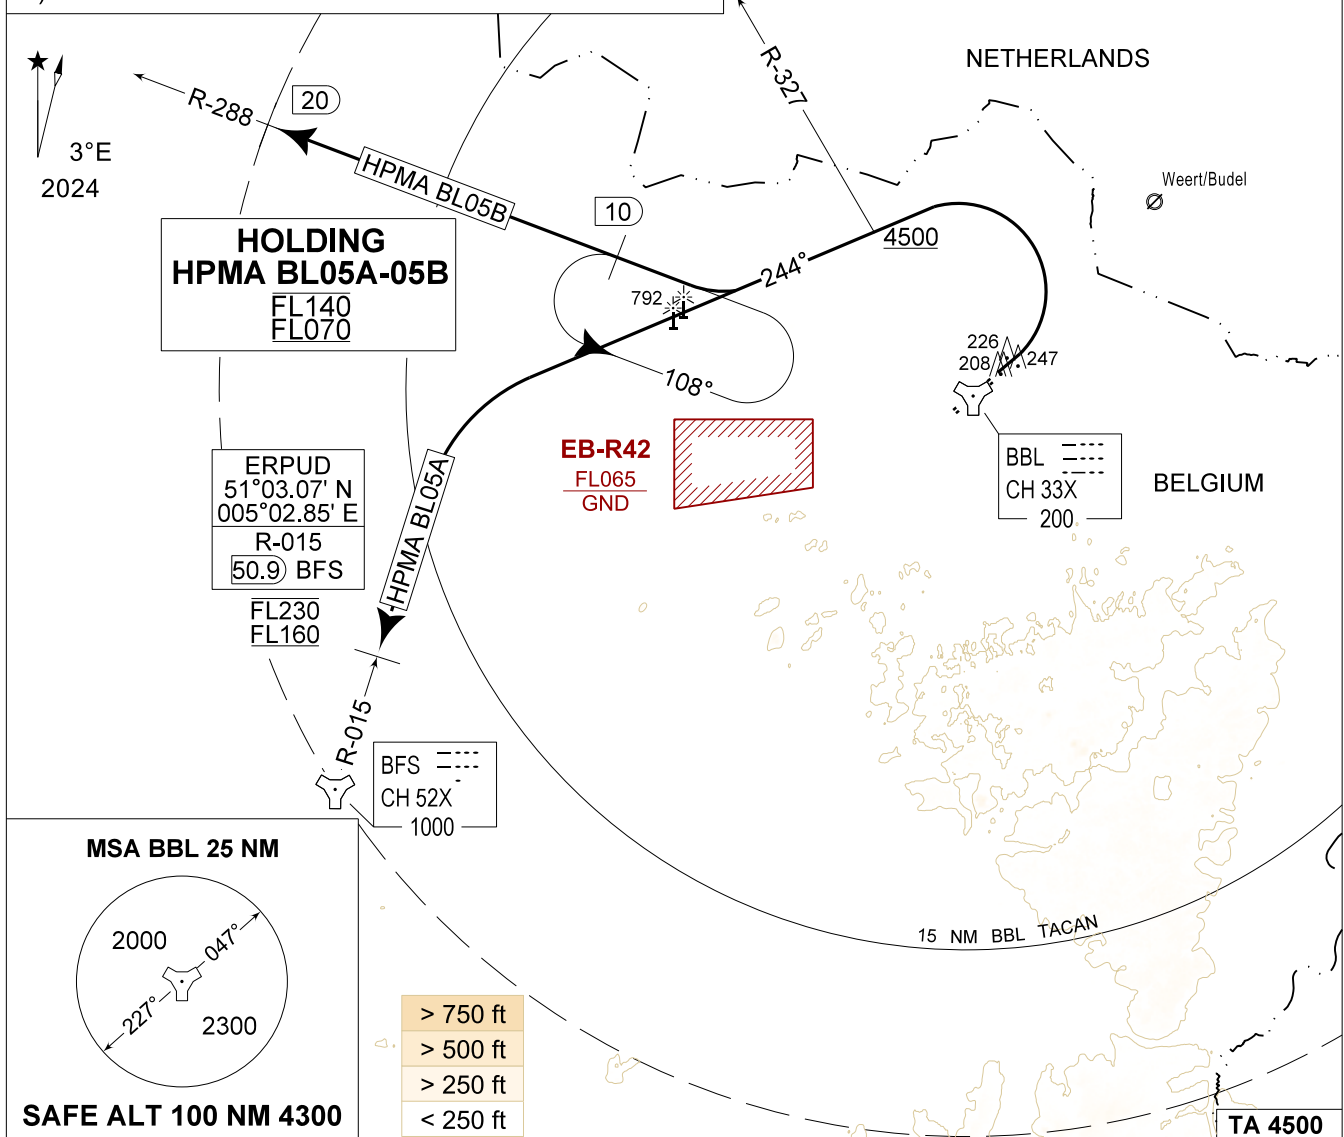 NETHERLANDS
R-327
R-288
20
3°E
2024
HPMA BL05B
Weert/Budel
10
HOLDING
HPMA BL05A-05B
FL140
FL070
4500
244°
792
108°
226
208
247
EB-R42
FL065
GND
BBL
CH 33X
200
BELGIUM
ERPUD
51°03.07' N
005°02.85' E
R-015
50.9 BFS
FL230
FL160
HPMA BL05A
R-015
BFS
CH 52X
1000
MSA BBL 25 NM
2000
047°
227°
2300
SAFE ALT 100 NM 4300
15 NM BBL TACAN
> 750 ft
> 500 ft
> 250 ft
< 250 ft
TA 4500